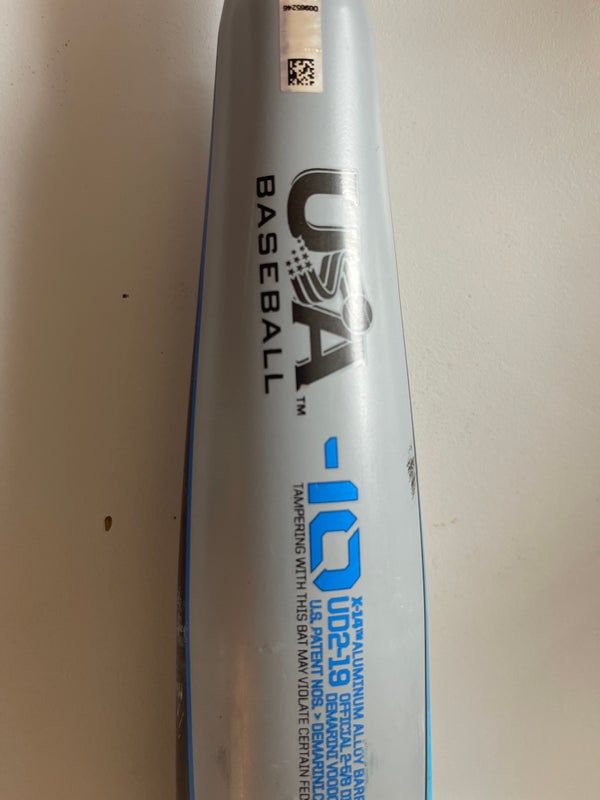 00965246
USA
BASEBALL
TM
-10
X-14™ ALUMINUM ALLOY
UD2-19 OFFICIAL 2-5/8
U.S. PATENT NOS. > DEMARINI VOODOO
DEMARINI.C
TAMPERING WITH THIS BAT MAY VIOLATE CERTAIN FED